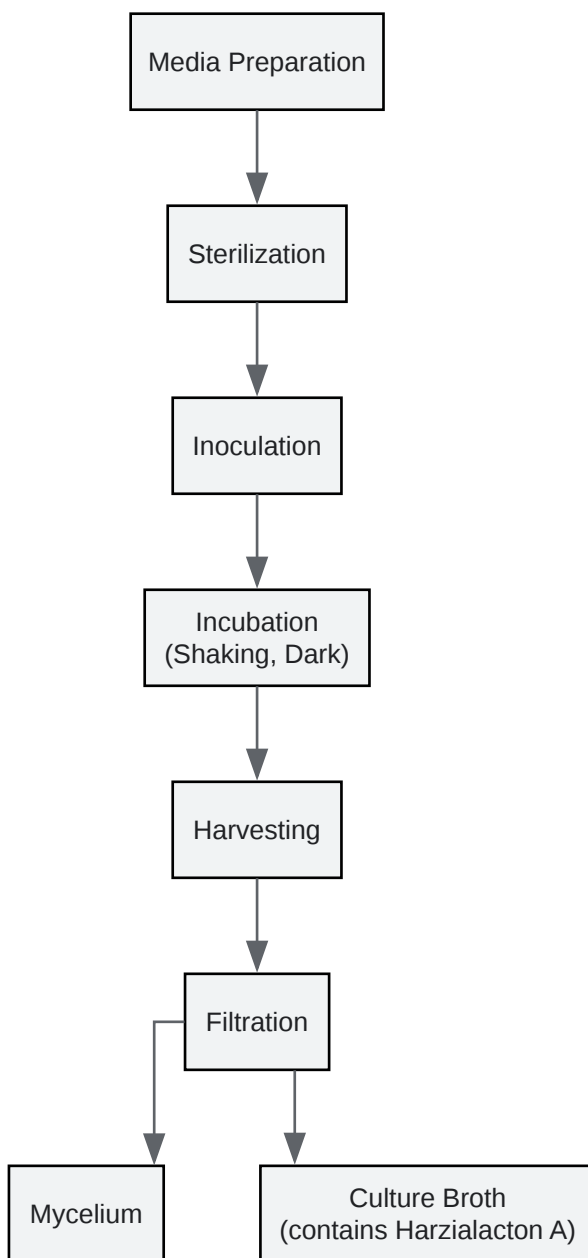 Media Preparation
Sterilization
Inoculation
Incubation
(Shaking, Dark)
Harvesting
Filtration
Mycelium
Culture Broth
(contains Harzialacton A)